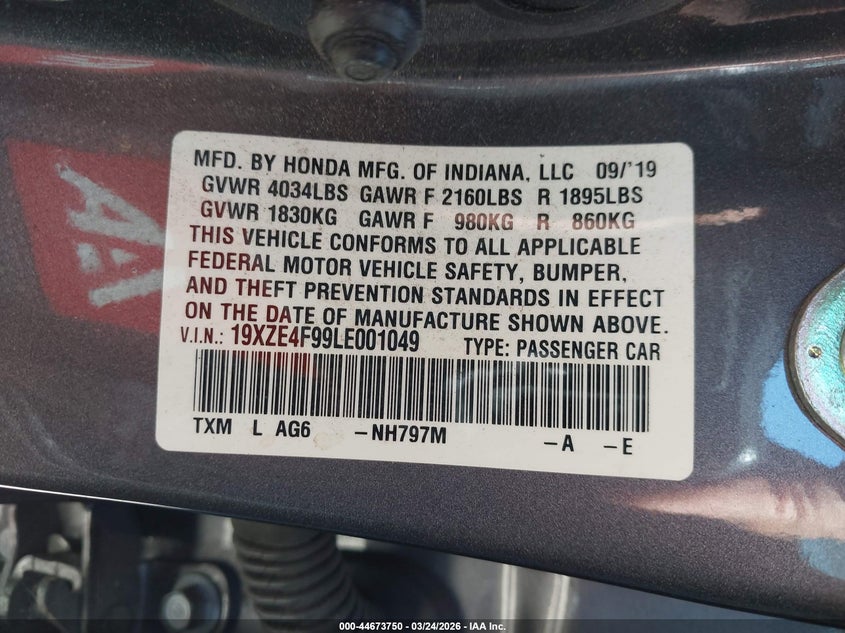 MFD. BY HONDA MFG. OF INDIANA, LLC 09/'19
GVWR 4034LBS GAWR F 2160LBS R 1895LBS
GVWR 1830KG GAWR F 980KG R 860KG
THIS VEHICLE CONFORMS TO ALL APPLICABLE
FEDERAL MOTOR VEHICLE SAFETY, BUMPER,
AND THEFT PREVENTION STANDARDS IN EFFECT
ON THE DATE OF MANUFACTURE SHOWN ABOVE.
V.I.N.: 19XZE4F99LE001049 TYPE: PASSENGER CAR
TXM L AG6 -NH797M -A -E
000-44673750 - 03/24/2026 - IAA Inc.